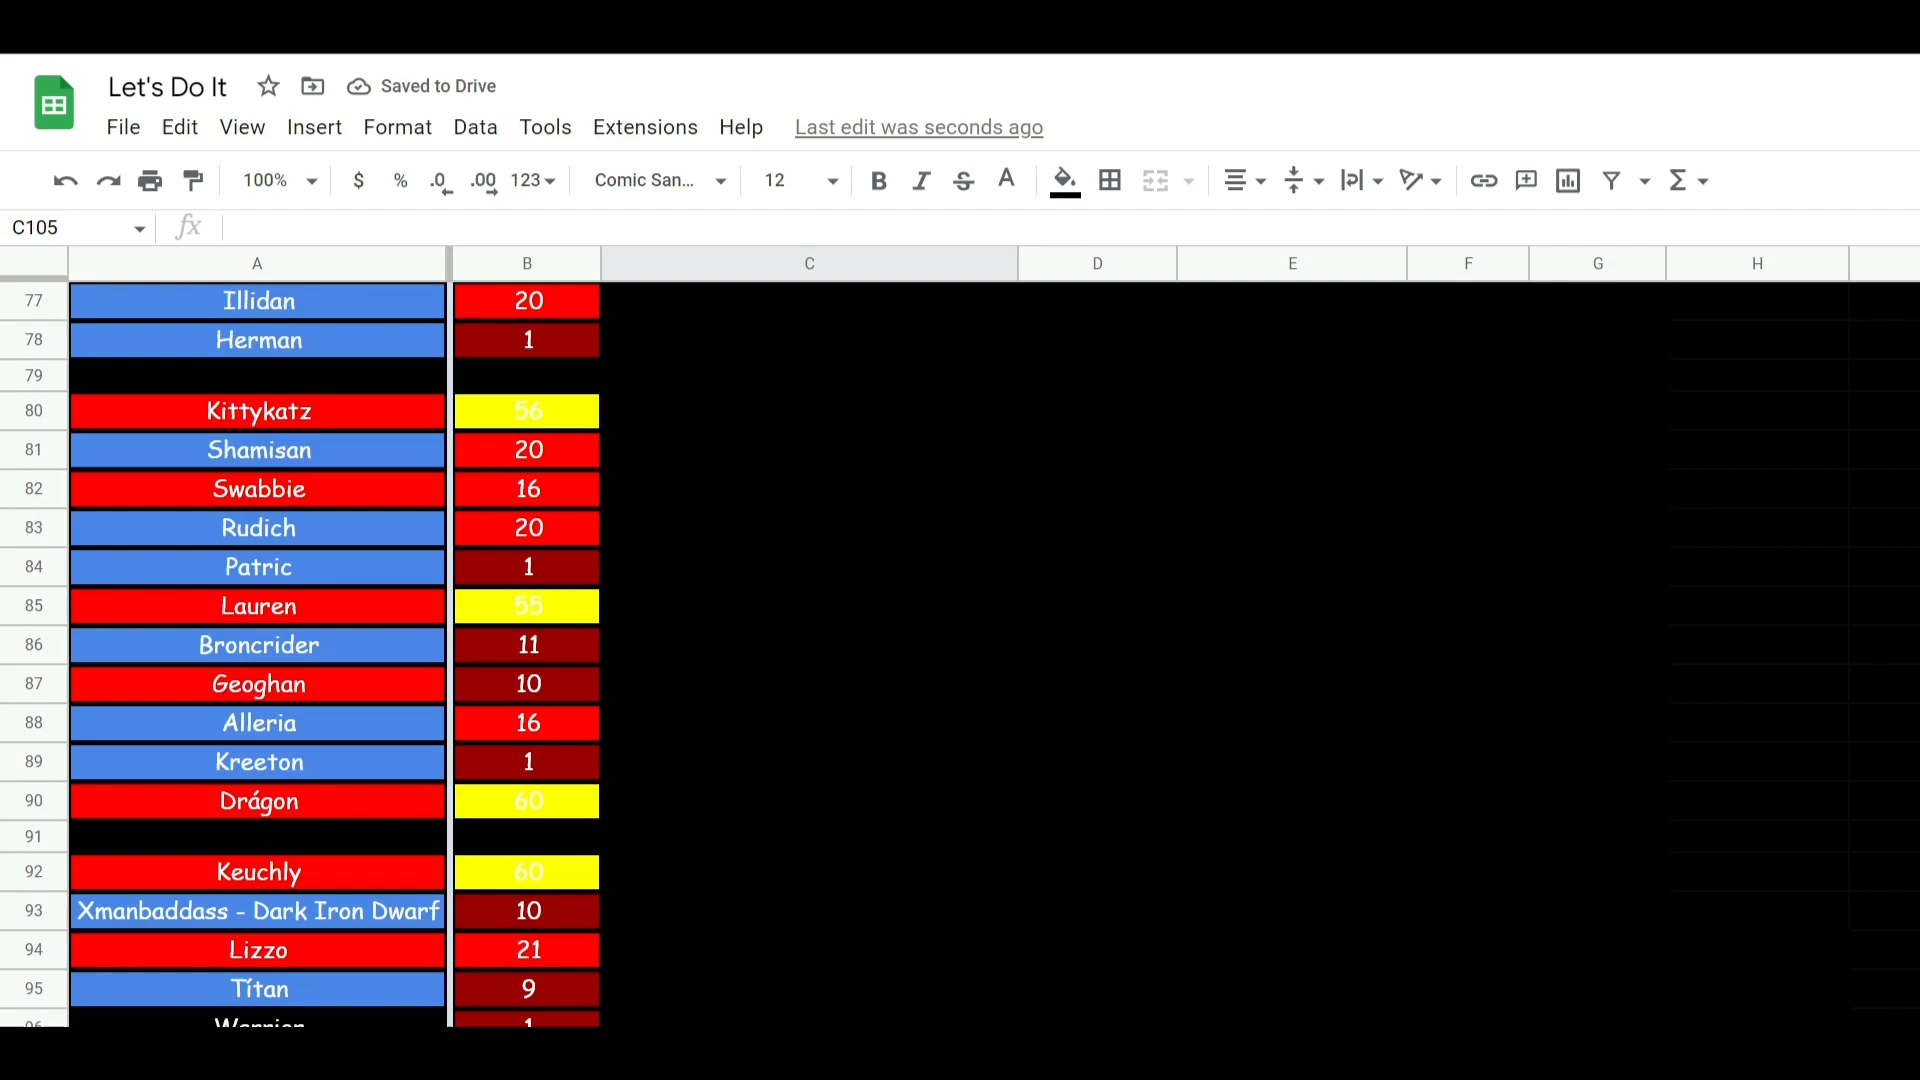 Let's Do It Saved to Drive
File Edit View Insert Format Data Tools Extensions Help Last edit was seconds ago
100% $ % .0 .00 123 Comic San... 12 B I S A
C105 fx
A B C D E F G H
77 Illidan 20
78 Herman 1
79
80 Kittykatz 56
81 Shamisan 20
82 Swabbie 16
83 Rudich 20
84 Patric 1
85 Lauren 55
86 Broncrider 11
87 Geoghan 10
88 Alleria 16
89 Kreeton 1
90 Drágon 60
91
92 Keuchly 60
93 Xmanbaddass - Dark Iron Dwarf 10
94 Lizzo 21
95 Títan 9
96 Warrior 1